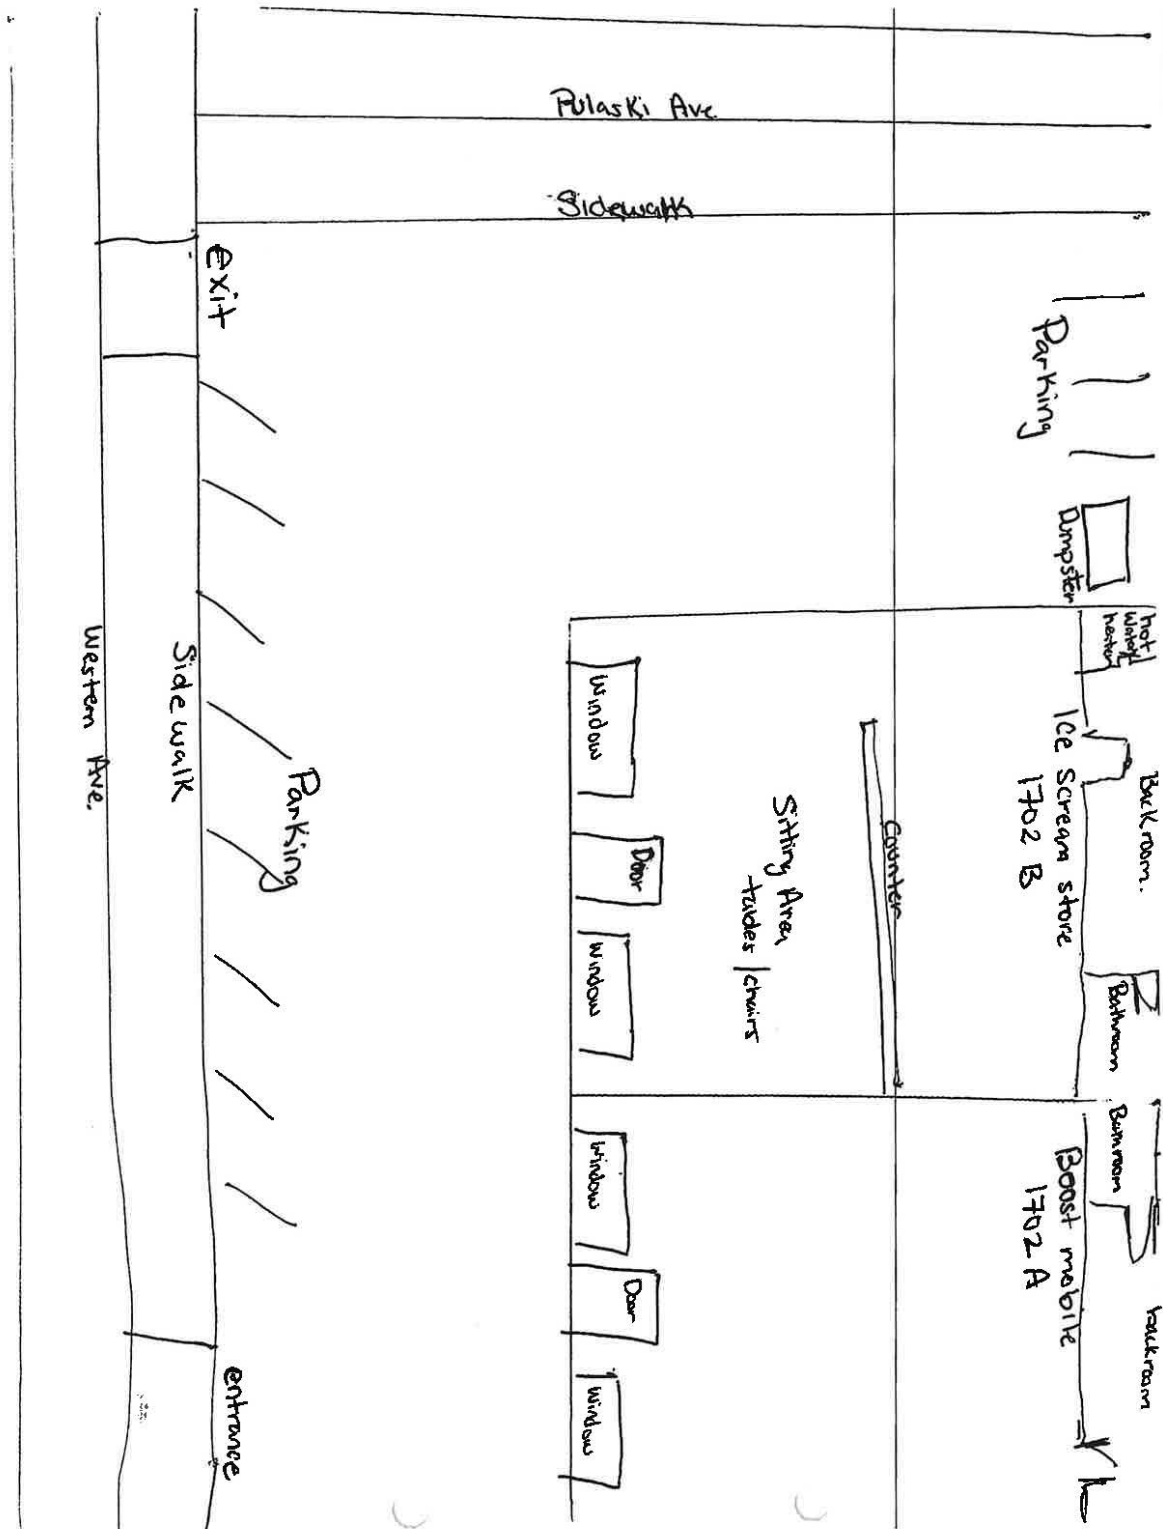 Pulaski Ave
Sidewalk
exit
Parking
Dumpster
hot
water
heater
Ice scream store
1702 B
Backroom.
Window
Door
Window
Sitting Area
tables/chairs
Counter
Bathroom
Bathroom
Boost mobile
1702 A
backroom
Window
Door
Window
Parking
Sidewalk
Western Ave.
entrance